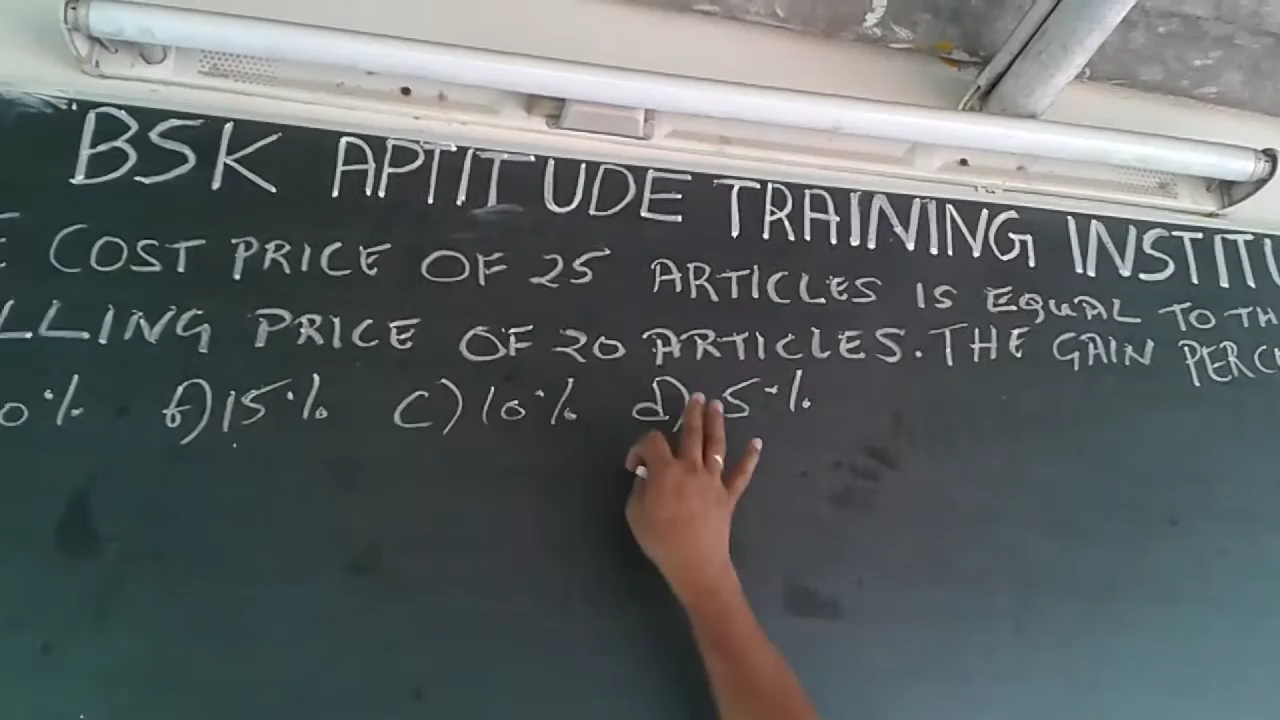 BSK APTITUDE TRAINING INSTITU
E COST PRICE OF 25 ARTICLES IS EQUAL TO TH
LLING PRICE OF 20 ARTICLES. THE GAIN PERCE
0% b) 15% C) 10% d) 5%